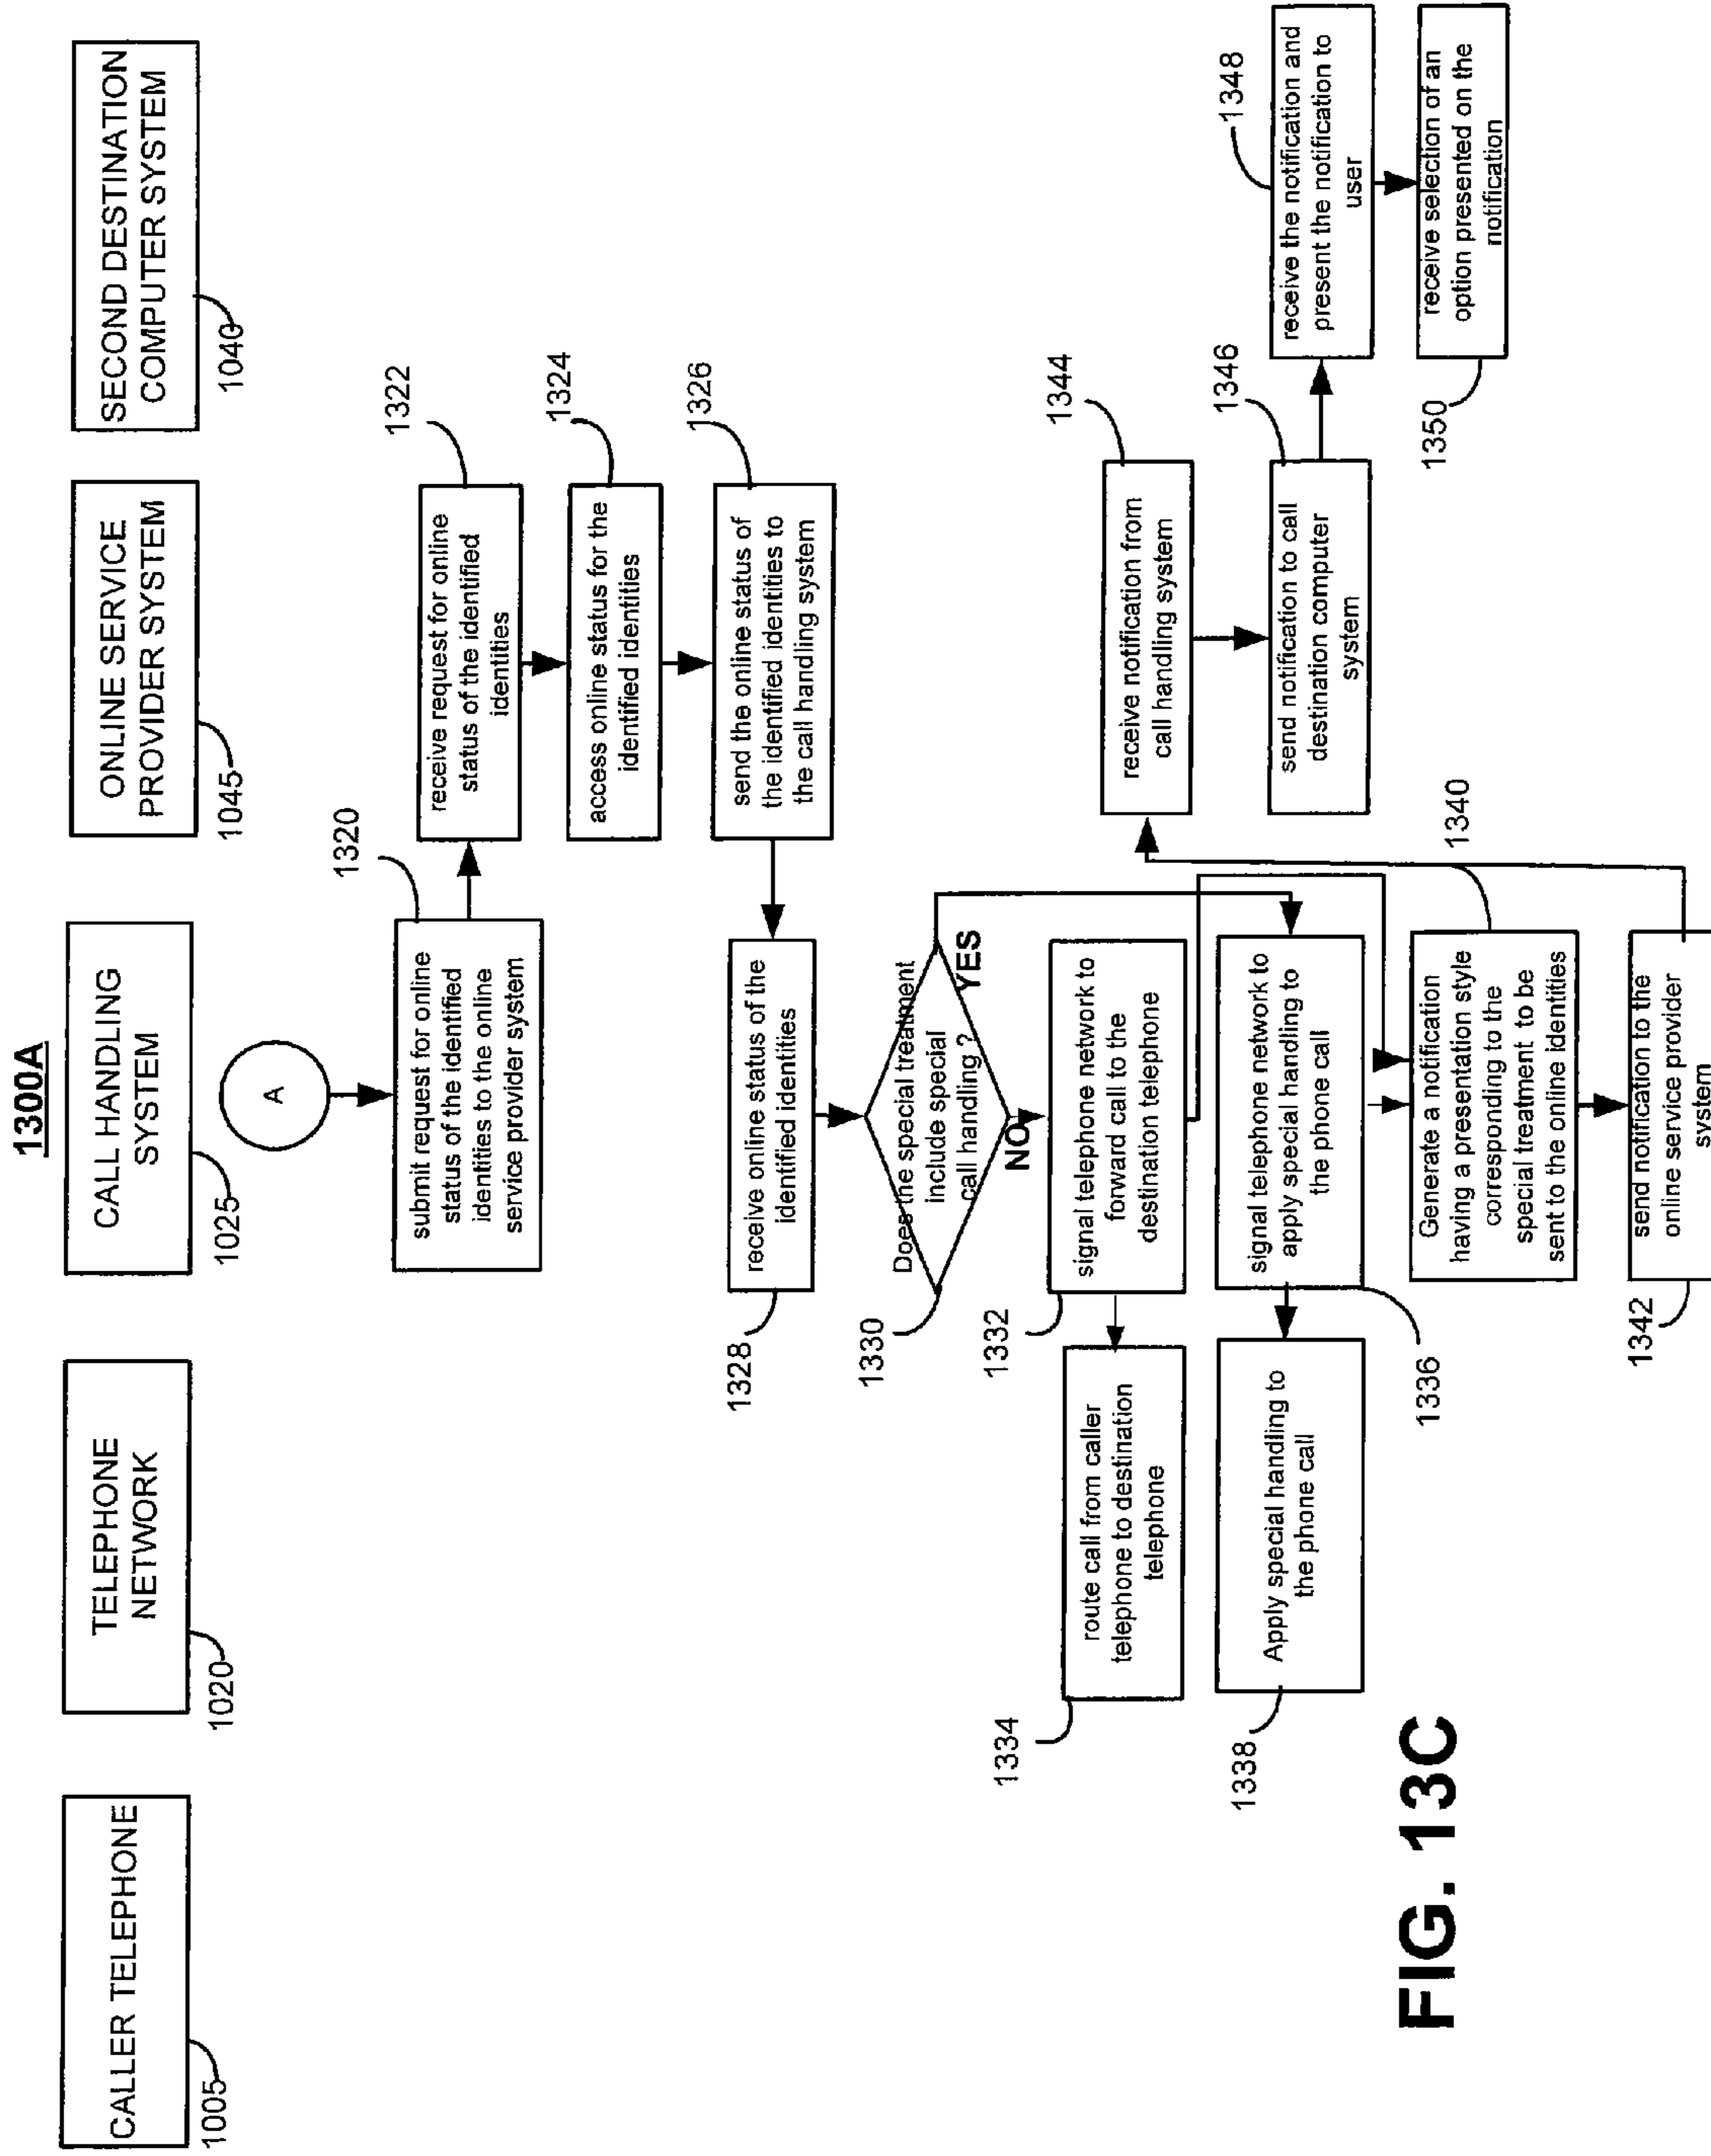 1300A
CALLER TELEPHONE
1005
TELEPHONE
NETWORK
1020
CALL HANDLING
SYSTEM
1025
ONLINE SERVICE
PROVIDER SYSTEM
1045
SECOND DESTINATION
COMPUTER SYSTEM
1040
A
1320
submit request for online
status of the identified
identities to the online
service provider system
1322
receive request for online
status of the identified
identities
1324
access online status for the
identified identities
1326
send the online status of
the identified identities to
the call handling system
1328
receive online status of the
identified identities
1330
Does the special treatment
include special
call handling ?
YES
NO
1332
signal telephone network to
forward call to the
destination telephone
1334
route call from caller
telephone to destination
telephone
1336
signal telephone network to
apply special handling to
the phone call
1338
Apply special handling to
the phone call
1340
Generate a notification
having a presentation style
corresponding to the
special treatment to be
sent to the online identities
1342
send notification to the
online service provider
system
1344
receive notification from
call handling system
1346
send notification to call
destination computer
system
1348
receive the notification and
present the notification to
user
1350
receive selection of an
option presented on the
notification
FIG. 13C